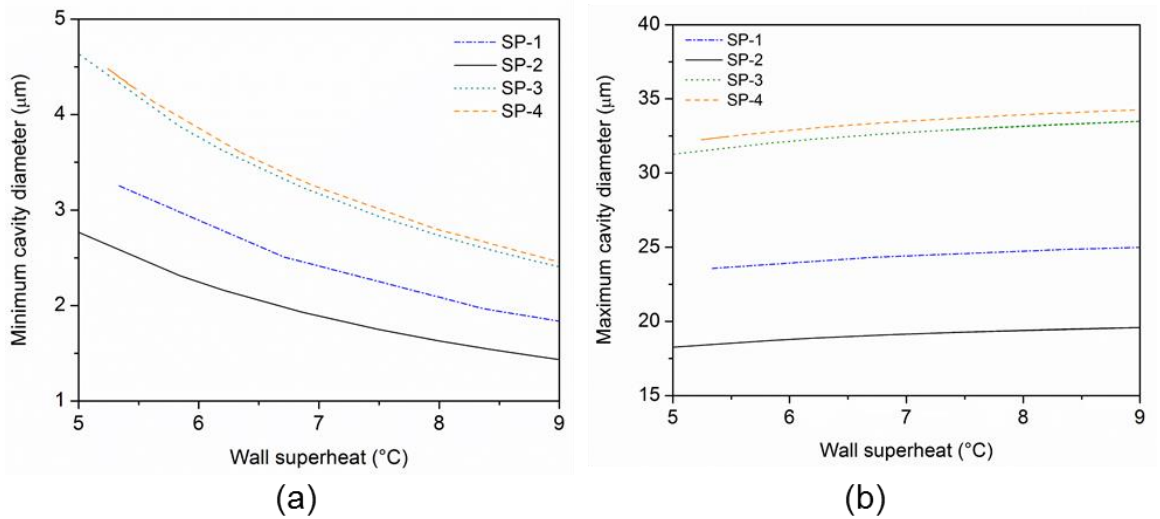 5
4
3
2
1
5
6
7
8
9
Minimum cavity diameter (μm)
Wall superheat (°C)
SP-1
SP-2
SP-3
SP-4
(a)
40
35
30
25
20
15
5
6
7
8
9
Maximum cavity diameter (μm)
Wall superheat (°C)
SP-1
SP-2
SP-3
SP-4
(b)